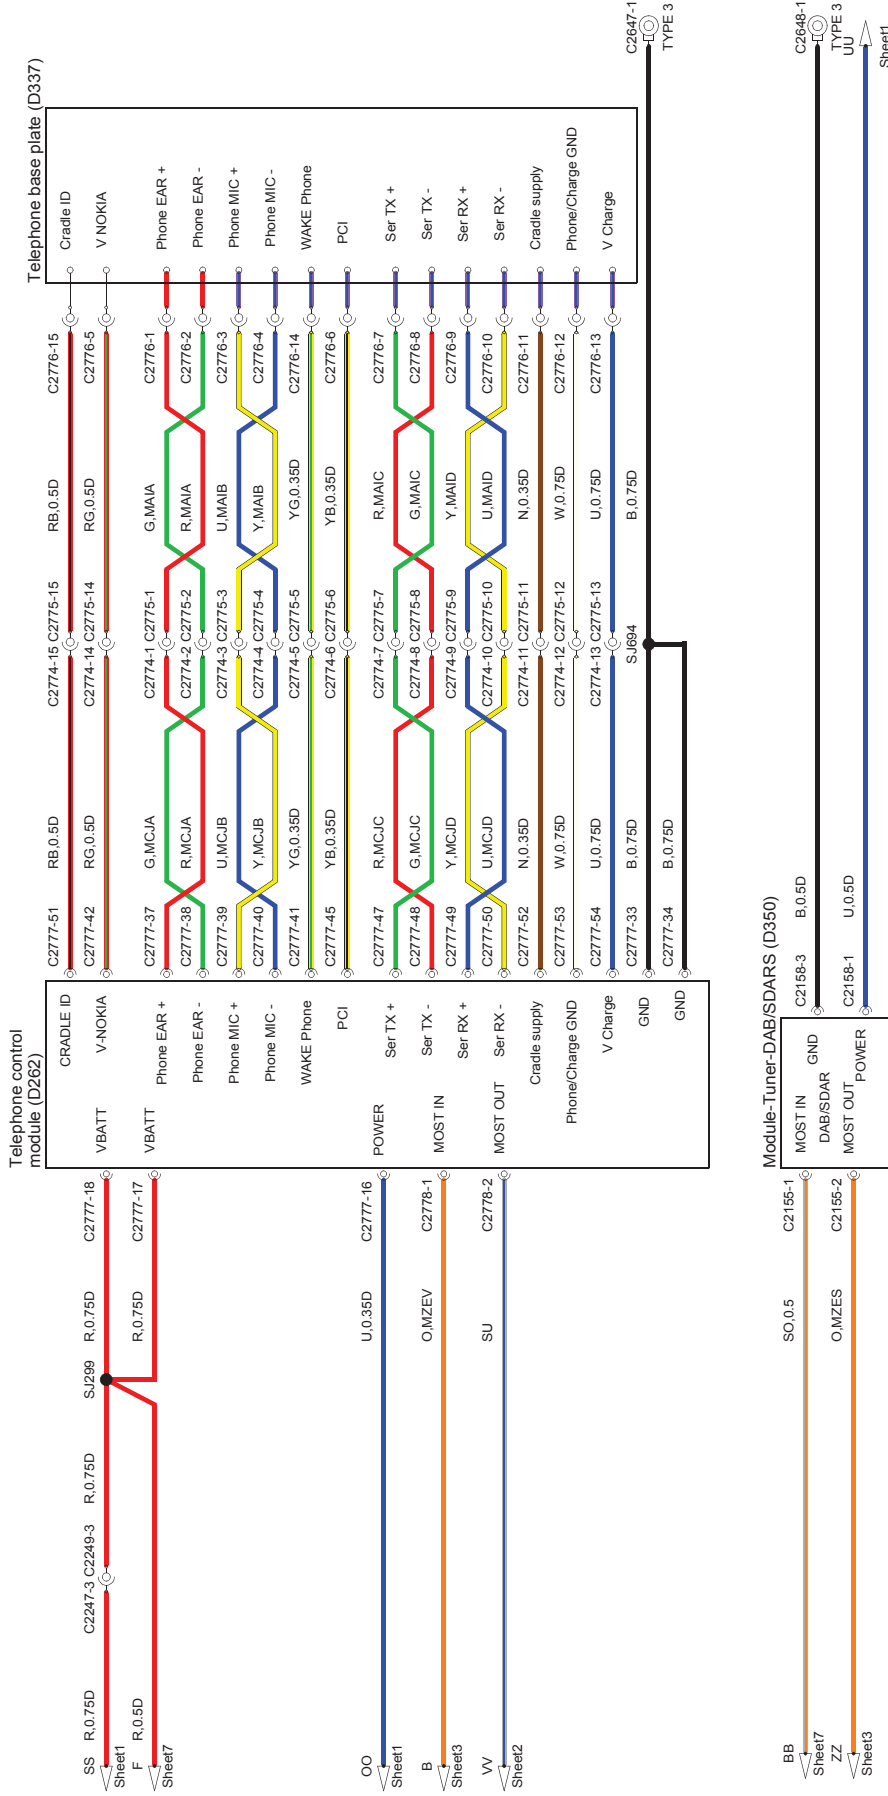 Telephone control
module (D262)
Telephone base plate (D337)
SS
Sheet1
R,0.75D
C2247-3
C2249-3
R,0.75D
SJ299
R,0.75D
C2777-18
VBATT
F
Sheet7
R,0.5D
R,0.75D
C2777-17
VBATT
OO
Sheet1
U,0.35D
C2777-16
POWER
B
Sheet3
O,MZEV
C2778-1
MOST IN
VV
Sheet2
SU
C2778-2
MOST OUT
CRADLE ID
C2777-51
RB,0.5D
C2774-15
C2775-15
RB,0.5D
C2776-15
Cradle ID
V-NOKIA
C2777-42
RG,0.5D
C2774-14
C2775-14
RG,0.5D
C2776-5
V NOKIA
Phone EAR +
C2777-37
G,MCJA
C2774-1
C2775-1
G,MAIA
C2776-1
Phone EAR +
Phone EAR -
C2777-38
R,MCJA
C2774-2
C2775-2
R,MAIA
C2776-2
Phone EAR -
Phone MIC +
C2777-39
U,MCJB
C2774-3
C2775-3
U,MAIB
C2776-3
Phone MIC +
Phone MIC -
C2777-40
Y,MCJB
C2774-4
C2775-4
Y,MAIB
C2776-4
Phone MIC -
WAKE Phone
C2777-41
YG,0.35D
C2774-5
C2775-5
YG,0.35D
C2776-14
WAKE Phone
PCI
C2777-45
YB,0.35D
C2774-6
C2775-6
YB,0.35D
C2776-6
PCI
Ser TX +
C2777-47
R,MCJC
C2774-7
C2775-7
R,MAIC
C2776-7
Ser TX +
Ser TX -
C2777-48
G,MCJC
C2774-8
C2775-8
G,MAIC
C2776-8
Ser TX -
Ser RX +
C2777-49
Y,MCJD
C2774-9
C2775-9
Y,MAID
C2776-9
Ser RX +
Ser RX -
C2777-50
U,MCJD
C2774-10
C2775-10
U,MAID
C2776-10
Ser RX -
Cradle supply
C2777-52
N,0.35D
C2774-11
C2775-11
N,0.35D
C2776-11
Cradle supply
Phone/Charge GND
C2777-53
W,0.75D
C2774-12
C2775-12
W,0.75D
C2776-12
Phone/Charge GND
V Charge
C2777-54
U,0.75D
C2774-13
C2775-13
U,0.75D
C2776-13
V Charge
GND
C2777-33
B,0.75D
SJ694
B,0.75D
C2647-1
TYPE 3
GND
C2777-34
B,0.75D
Module-Tuner-DAB/SDARS (D350)
BB
Sheet7
SO,0.5
C2155-1
MOST IN
DAB/SDAR
GND
C2158-3
B,0.5D
C2648-1
TYPE 3
ZZ
Sheet3
O,MZES
C2155-2
MOST OUT
POWER
C2158-1
U,0.5D
UU
Sheet1